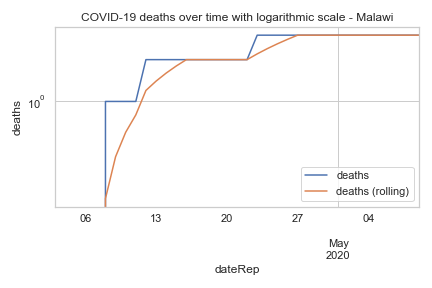 COVID-19 deaths over time with logarithmic scale - Malawi
deaths
10⁰
deaths
deaths (rolling)
06 13 20 27 04
May
2020
dateRep